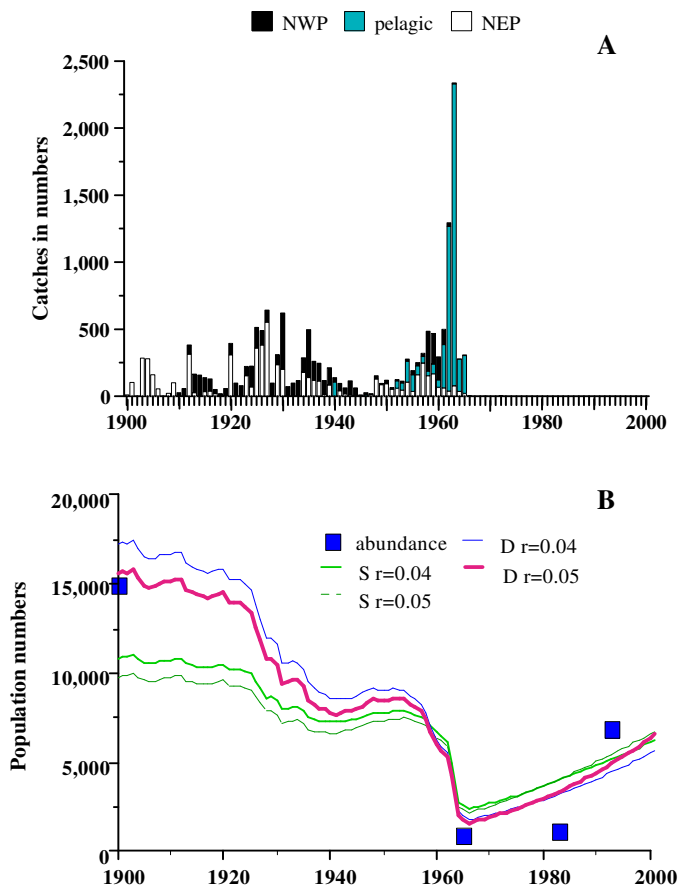 NWP pelagic NEP
A
2,500
2,000
1,500
1,000
500
0
Catches in numbers
1900 1920 1940 1960 1980 2000
B
20,000
15,000
10,000
5,000
0
Population numbers
abundance D r=0.04
S r=0.04 D r=0.05
S r=0.05
1900 1920 1940 1960 1980 2000